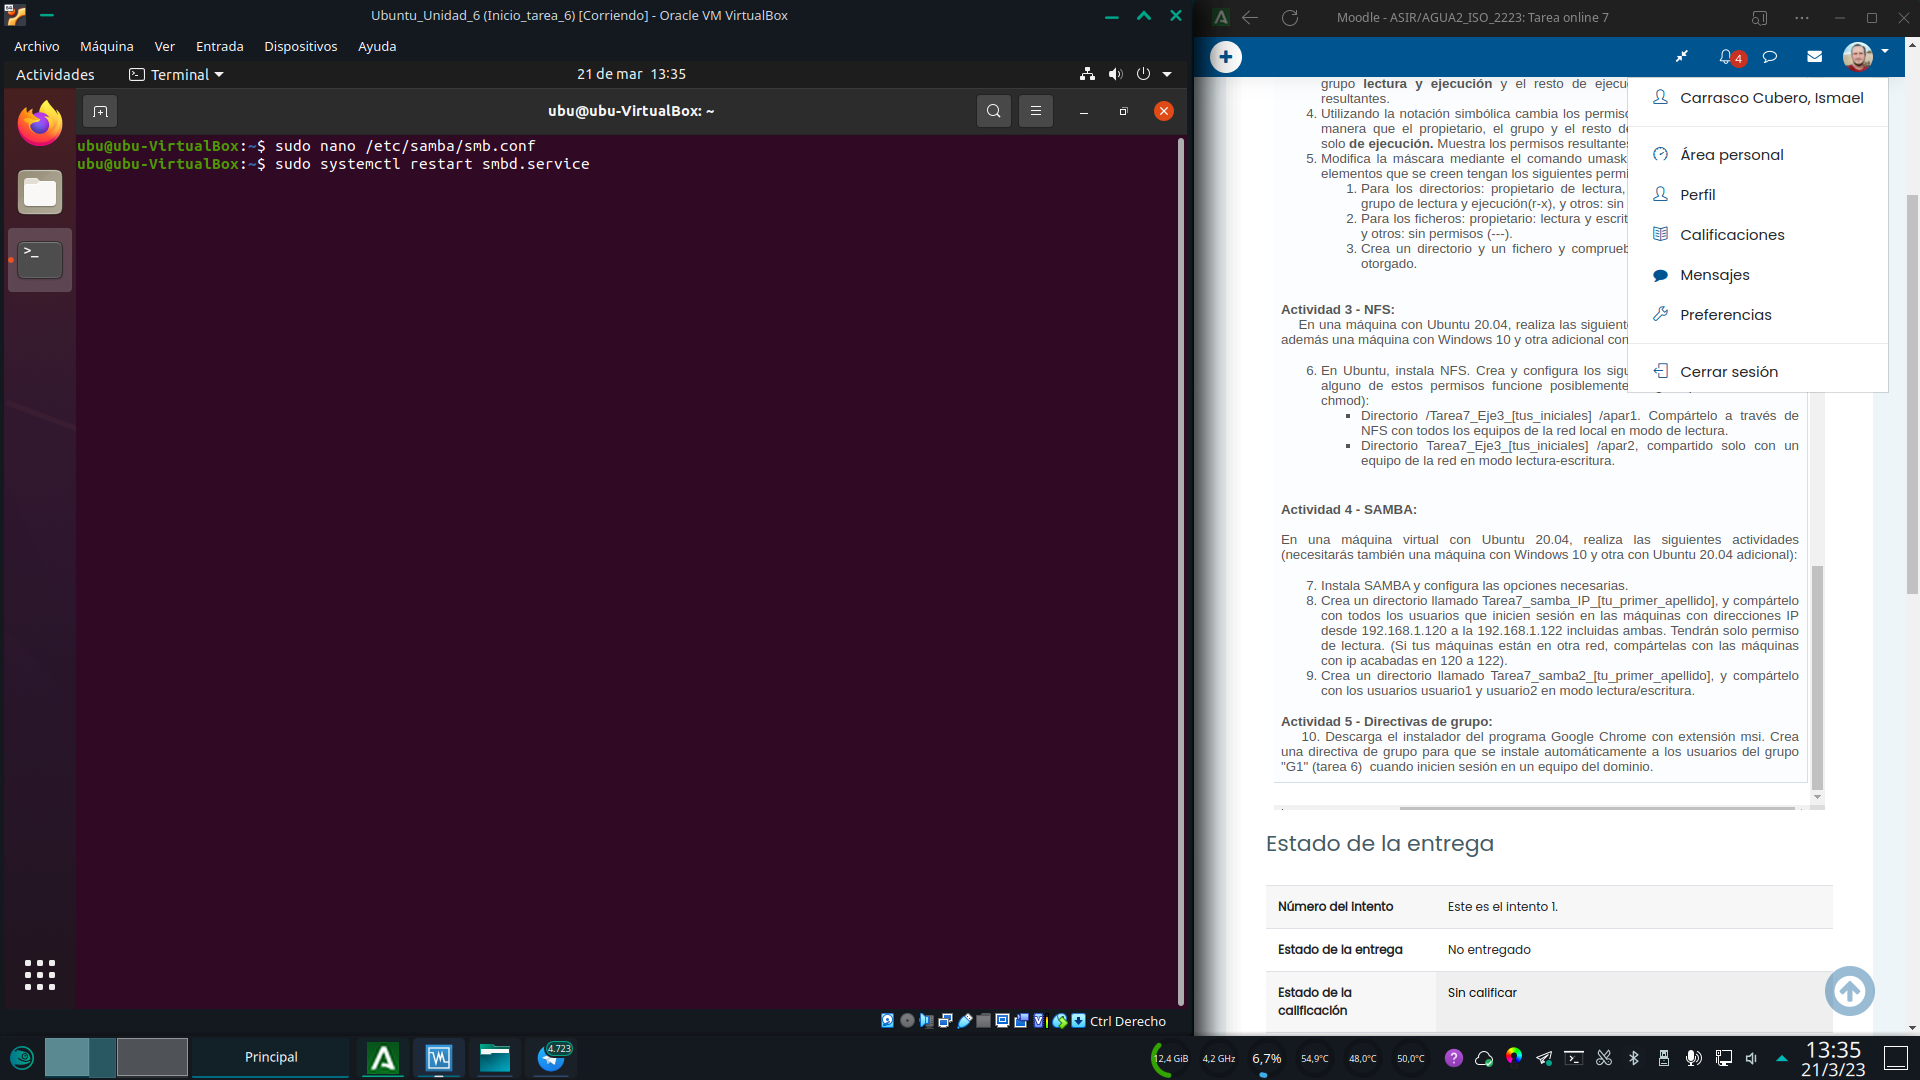 Ubuntu_Unidad_6 (Inicio_tarea_6) [Corriendo] - Oracle VM VirtualBox
Archivo Máquina Ver Entrada Dispositivos Ayuda
Actividades
Terminal
21 de mar 13:35
ubu@ubu-VirtualBox: ~
ubu@ubu-VirtualBox:~$ sudo nano /etc/samba/smb.conf
ubu@ubu-VirtualBox:~$ sudo systemctl restart smbd.service
Ctrl Derecho
Moodle - ASIR/AGUA2_ISO_2223: Tarea online 7
4
grupo lectura y ejecución y el resto de ejecu
resultantes.
4. Utilizando la notación simbólica cambia los permiso
manera que el propietario, el grupo y el resto de
solo de ejecución. Muestra los permisos resultantes
5. Modifica la máscara mediante el comando umask
elementos que se creen tengan los siguientes permi
1. Para los directorios: propietario de lectura,
grupo de lectura y ejecución(r-x), y otros: sin
2. Para los ficheros: propietario: lectura y escrit
y otros: sin permisos (---).
3. Crea un directorio y un fichero y comprueb
otorgado.
Actividad 3 - NFS:
En una máquina con Ubuntu 20.04, realiza las siguiente
además una máquina con Windows 10 y otra adicional con
6. En Ubuntu, instala NFS. Crea y configura los sigu
alguno de estos permisos funcione posiblemente
chmod):
▪ Directorio /Tarea7_Eje3_[tus_iniciales] /apar1. Compártelo a través de
NFS con todos los equipos de la red local en modo de lectura.
▪ Directorio Tarea7_Eje3_[tus_iniciales] /apar2, compartido solo con un
equipo de la red en modo lectura-escritura.
Actividad 4 - SAMBA:
En una máquina virtual con Ubuntu 20.04, realiza las siguientes actividades
(necesitarás también una máquina con Windows 10 y otra con Ubuntu 20.04 adicional):
7. Instala SAMBA y configura las opciones necesarias.
8. Crea un directorio llamado Tarea7_samba_IP_[tu_primer_apellido], y compártelo
con todos los usuarios que inicien sesión en las máquinas con direcciones IP
desde 192.168.1.120 a la 192.168.1.122 incluidas ambas. Tendrán solo permiso
de lectura. (Si tus máquinas están en otra red, compártelas con las máquinas
con ip acabadas en 120 a 122).
9. Crea un directorio llamado Tarea7_samba2_[tu_primer_apellido], y compártelo
con los usuarios usuario1 y usuario2 en modo lectura/escritura.
Actividad 5 - Directivas de grupo:
10. Descarga el instalador del programa Google Chrome con extensión msi. Crea
una directiva de grupo para que se instale automáticamente a los usuarios del grupo
"G1" (tarea 6) cuando inicien sesión en un equipo del dominio.
Carrasco Cubero, Ismael
Área personal
Perfil
Calificaciones
Mensajes
Preferencias
Cerrar sesión
Estado de la entrega
Número del intento Este es el intento 1.
Estado de la entrega No entregado
Estado de la Sin calificar
calificación
Principal
4.723
12,4 GiB
4,2 GHz
6,7%
54,9°C
48,0°C
50,0°C
13:35
21/3/23